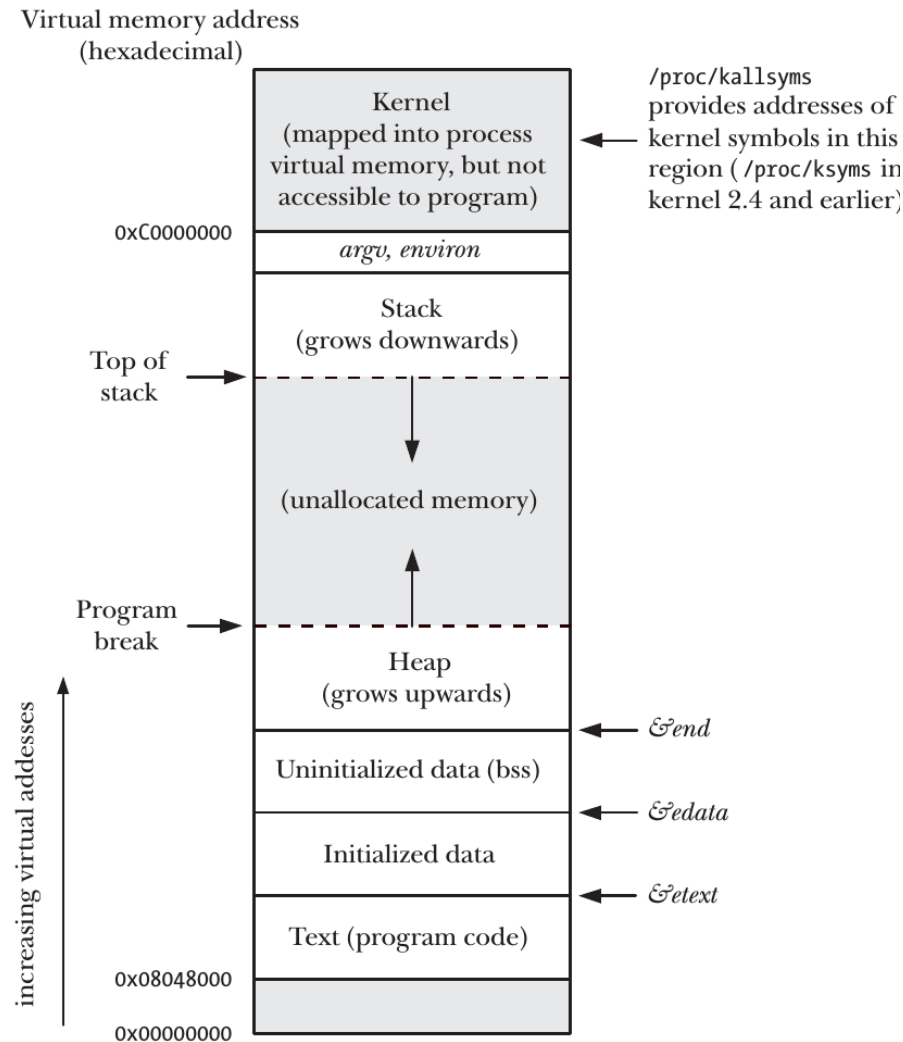 Virtual memory address
(hexadecimal)
/proc/kallsyms
provides addresses of
kernel symbols in this
region (/proc/ksyms in
kernel 2.4 and earlier)
Kernel
(mapped into process
virtual memory, but not
accessible to program)
0xC0000000
argv, environ
Stack
(grows downwards)
Top of
stack
(unallocated memory)
Program
break
Heap
(grows upwards)
&end
Uninitialized data (bss)
&edata
Initialized data
&etext
Text (program code)
0x08048000
0x00000000
increasing virtual addesses